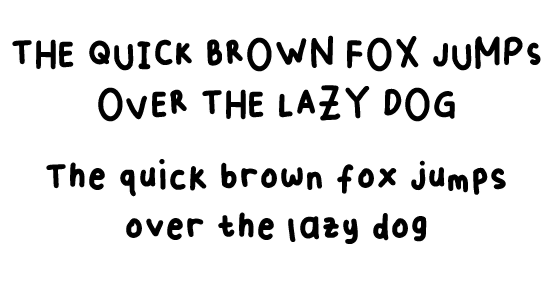 THE QUICK BROWN FOX JUMPS
OVER THE LAZY DOG
The quick brown fox jumps
over the lazy dog